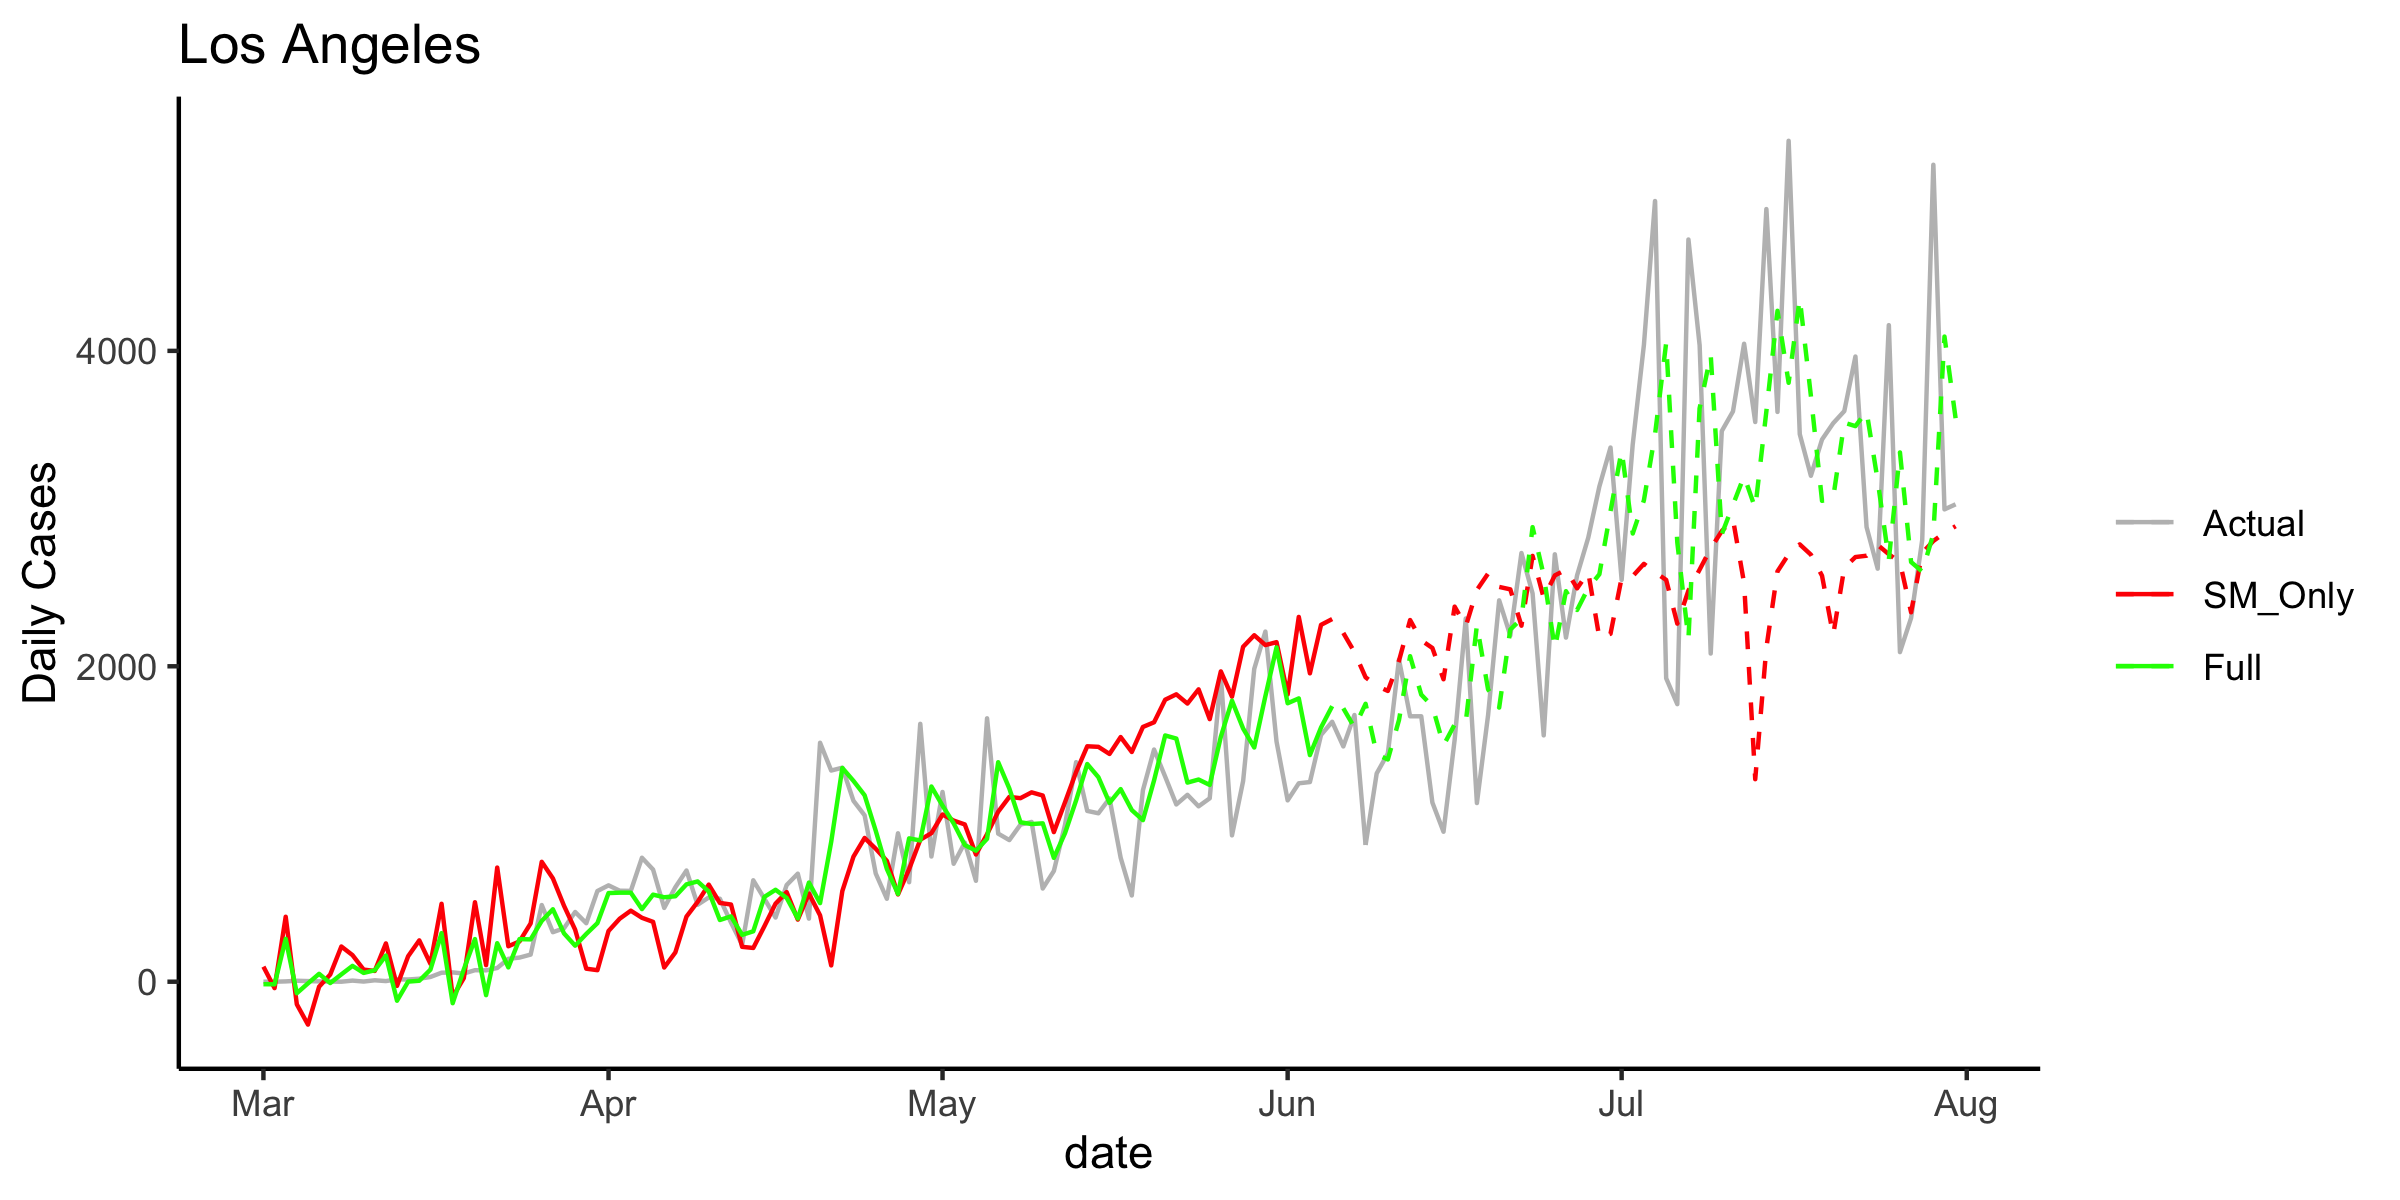 Los Angeles
Daily Cases
4000
2000
0
Mar Apr May Jun Jul Aug
date
Actual
SM_Only
Full